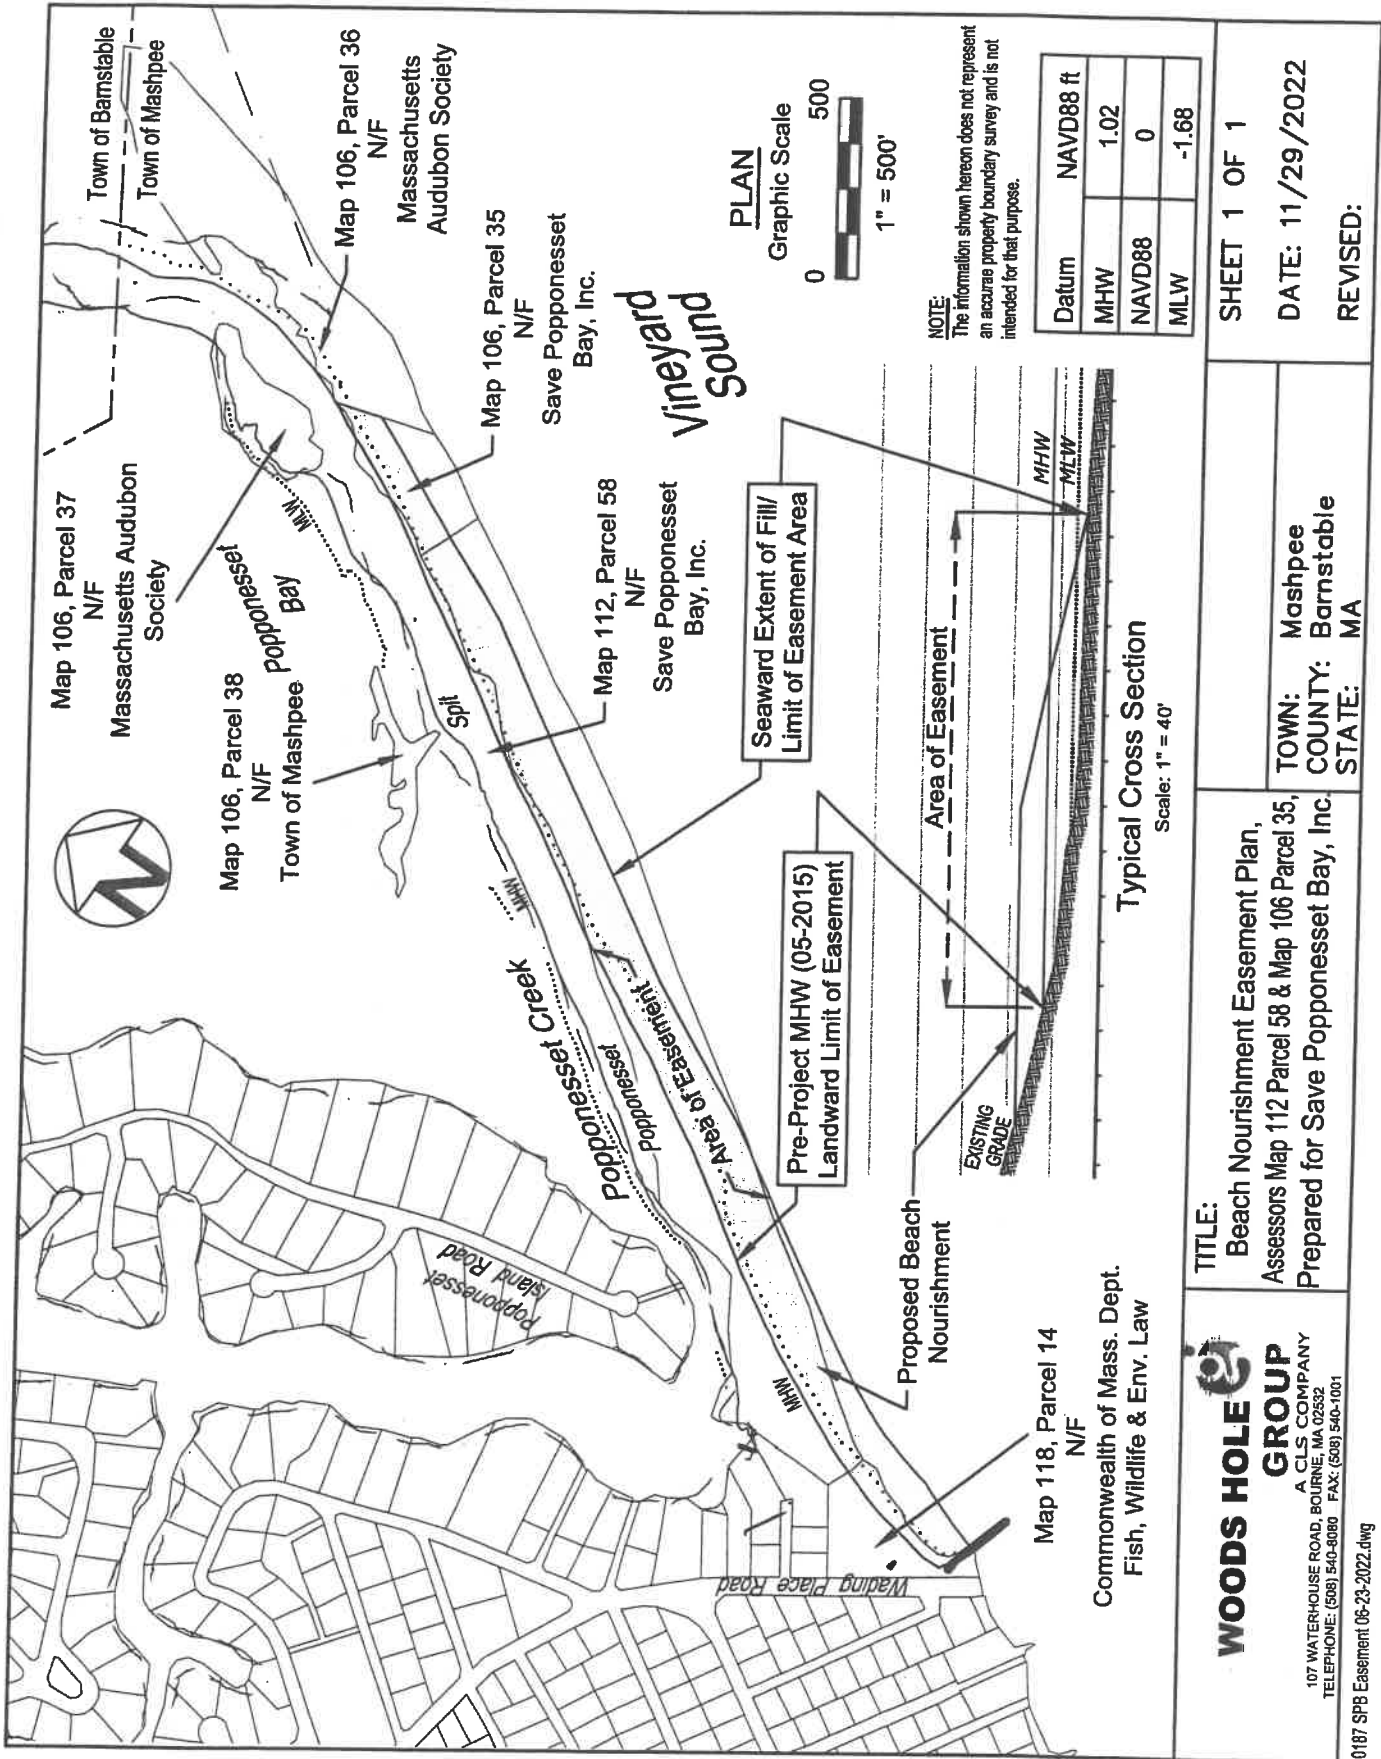 Town of Barnstable
Town of Mashpee
Map 106, Parcel 37
N/F
Massachusetts Audubon
Society
Map 106, Parcel 36
N/F
Massachusetts
Audubon Society
Map 106, Parcel 38
N/F
Town of Mashpee
Popponesset
Bay
MLW
Map 106, Parcel 35
N/F
Save Popponesset
Bay, Inc.
Vineyard
Sound
Map 112, Parcel 58
N/F
Save Popponesset
Bay, Inc.
Spit
MHW
Popponesset Creek
Popponesset
Area of Easement
Popponesset
Island Road
MHW
Wading Place Road
Seaward Extent of Fill/
Limit of Easement Area
Pre-Project MHW (05-2015)
Landward Limit of Easement
Proposed Beach
Nourishment
Map 118, Parcel 14
N/F
Commonwealth of Mass. Dept.
Fish, Wildlife & Env. Law
PLAN
Graphic Scale
0 500
1" = 500'
NOTE:
The information shown hereon does not represent
an accurae property boundary survey and is not
intended for that purpose.
Datum NAVD88 ft
MHW 1.02
NAVD88 0
MLW -1.68
Area of Easement
EXISTING
GRADE
MHW
MLW
Typical Cross Section
Scale: 1" = 40'
WOODS HOLE
GROUP
A CLS COMPANY
107 WATERHOUSE ROAD, BOURNE, MA 02532
TELEPHONE: (508) 540-8080 FAX: (508) 540-1001
TITLE:
Beach Nourishment Easement Plan,
Assessors Map 112 Parcel 58 & Map 106 Parcel 35,
Prepared for Save Popponesset Bay, Inc.
TOWN: Mashpee
COUNTY: Barnstable
STATE: MA
SHEET 1 OF 1
DATE: 11/29/2022
REVISED:
0187 SPB Easement 06-23-2022.dwg